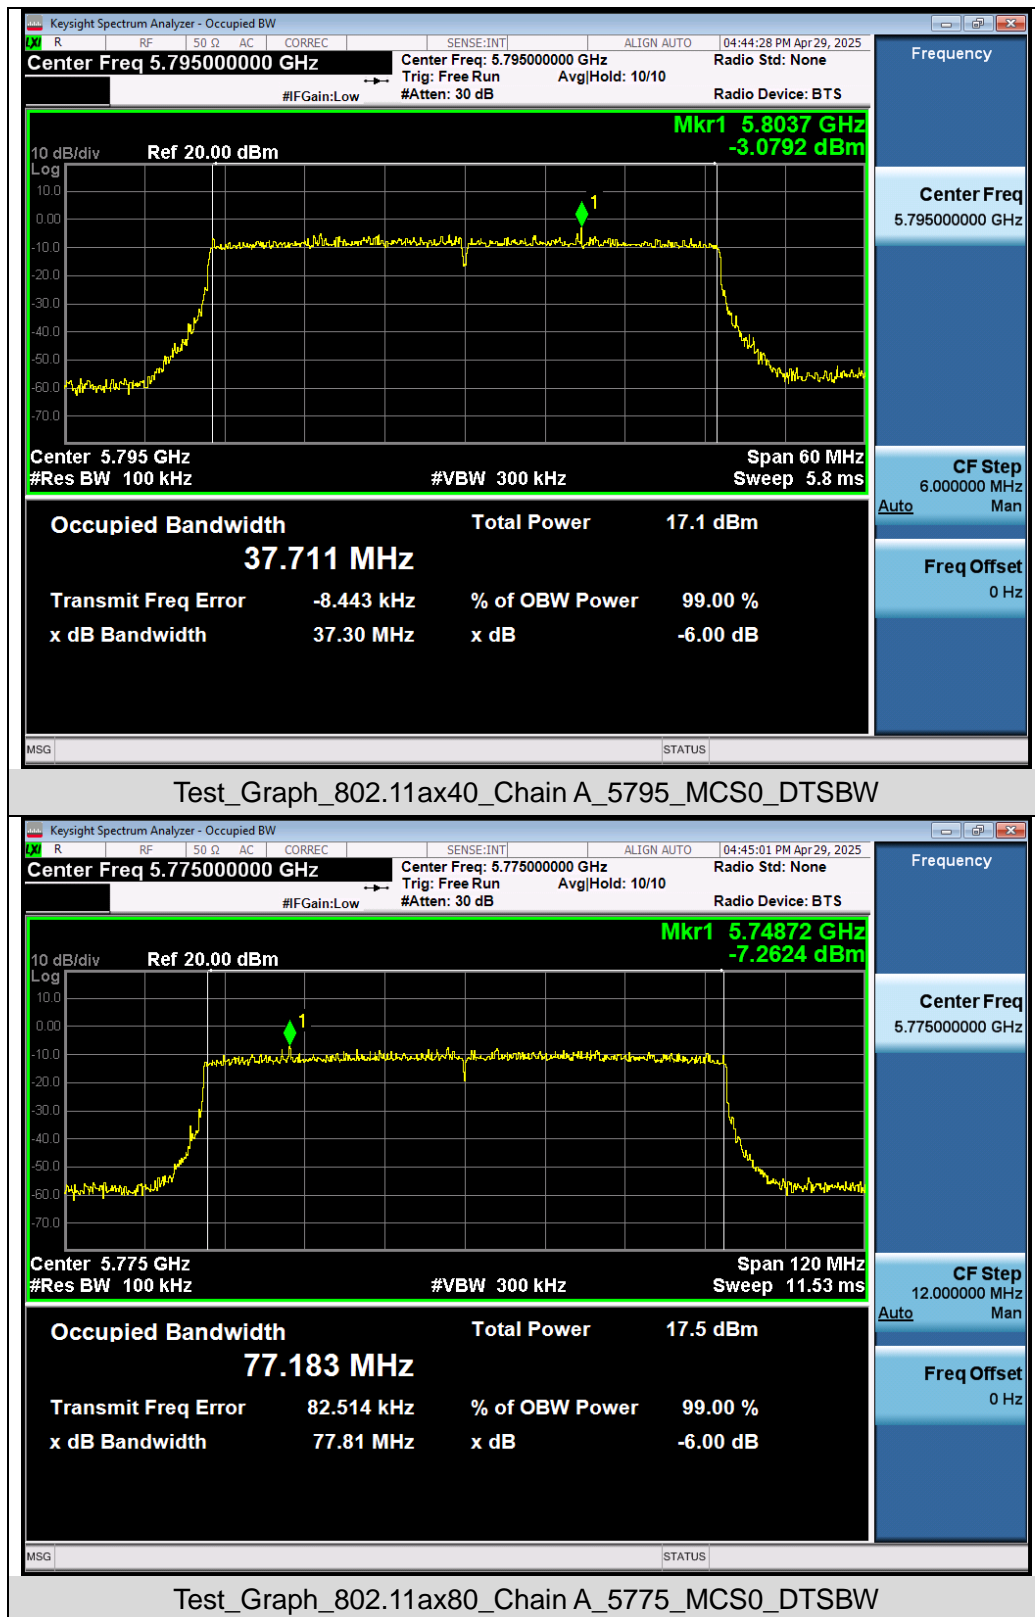 Keysight Spectrum Analyzer - Occupied BW
LXI R RF 50 Ω AC CORREC SENSE:INT ALIGN AUTO 04:44:28 PM Apr 29, 2025
Center Freq 5.795000000 GHz
Center Freq: 5.795000000 GHz Radio Std: None
Trig: Free Run Avg|Hold: 10/10
#IFGain:Low #Atten: 30 dB Radio Device: BTS
Frequency
Mkr1 5.8037 GHz
-3.0792 dBm
10 dB/div Ref 20.00 dBm
Log
10.0
0.00
-10.0
-20.0
-30.0
-40.0
-50.0
-60.0
-70.0
1
Center Freq
5.795000000 GHz
Center 5.795 GHz Span 60 MHz
#Res BW 100 kHz #VBW 300 kHz Sweep 5.8 ms
CF Step
6.000000 MHz
Auto Man
Occupied Bandwidth Total Power 17.1 dBm
37.711 MHz
Freq Offset
0 Hz
Transmit Freq Error -8.443 kHz % of OBW Power 99.00 %
x dB Bandwidth 37.30 MHz x dB -6.00 dB
MSG STATUS
Test_Graph_802.11ax40_Chain A_5795_MCS0_DTSBW
Keysight Spectrum Analyzer - Occupied BW
LXI R RF 50 Ω AC CORREC SENSE:INT ALIGN AUTO 04:45:01 PM Apr 29, 2025
Center Freq 5.775000000 GHz
Center Freq: 5.775000000 GHz Radio Std: None
Trig: Free Run Avg|Hold: 10/10
#IFGain:Low #Atten: 30 dB Radio Device: BTS
Frequency
Mkr1 5.74872 GHz
-7.2624 dBm
10 dB/div Ref 20.00 dBm
Log
10.0
0.00
-10.0
-20.0
-30.0
-40.0
-50.0
-60.0
-70.0
1
Center Freq
5.775000000 GHz
Center 5.775 GHz Span 120 MHz
#Res BW 100 kHz #VBW 300 kHz Sweep 11.53 ms
CF Step
12.000000 MHz
Auto Man
Occupied Bandwidth Total Power 17.5 dBm
77.183 MHz
Freq Offset
0 Hz
Transmit Freq Error 82.514 kHz % of OBW Power 99.00 %
x dB Bandwidth 77.81 MHz x dB -6.00 dB
MSG STATUS
Test_Graph_802.11ax80_Chain A_5775_MCS0_DTSBW